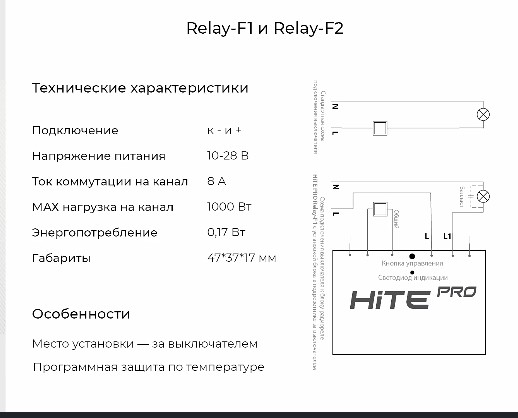 Relay-F1 и Relay-F2
Технические характеристики
Подключение к - и +
Напряжение питания 10-28 В
Ток коммутации на канал 8 А
MAX нагрузка на канал 1000 Вт
Энергопотребление 0,17 Вт
Габариты 47*37*17 мм
Особенности
Место установки — за выключателем
Программная защита по температуре
N
L
N
L
Общий
L L1
Кнопка управления
Светодиод индикации
HiTE PRO